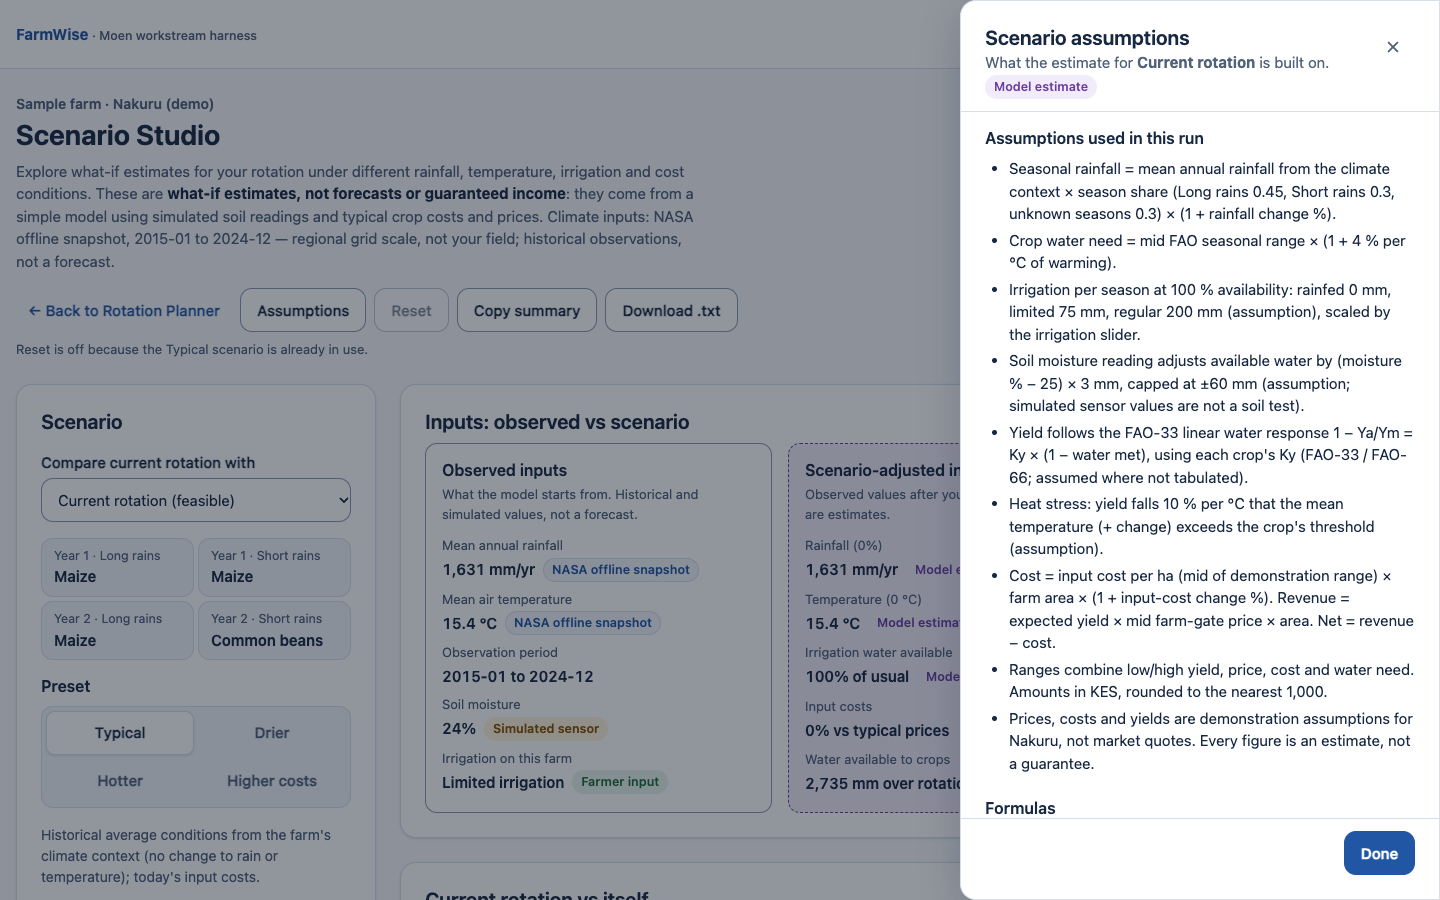 FarmWise · Moen workstream harness
Sample farm · Nakuru (demo)
Scenario Studio
Explore what-if estimates for your rotation under different rainfall, temperature, irrigation and cost
conditions. These are what-if estimates, not forecasts or guaranteed income: they come from a
simple model using simulated soil readings and typical crop costs and prices. Climate inputs: NASA
offline snapshot, 2015-01 to 2024-12 — regional grid scale, not your field; historical observations,
not a forecast.
← Back to Rotation Planner
Assumptions
Reset
Copy summary
Download .txt
Reset is off because the Typical scenario is already in use.
Scenario
Compare current rotation with
Current rotation (feasible)
Year 1 · Long rains
Maize
Year 1 · Short rains
Maize
Year 2 · Long rains
Maize
Year 2 · Short rains
Common beans
Preset
Typical
Drier
Hotter
Higher costs
Historical average conditions from the farm's
climate context (no change to rain or
temperature); today's input costs.
Inputs: observed vs scenario
Observed inputs
What the model starts from. Historical and
simulated values, not a forecast.
Mean annual rainfall
1,631 mm/yr NASA offline snapshot
Mean air temperature
15.4 °C NASA offline snapshot
Observation period
2015-01 to 2024-12
Soil moisture
24% Simulated sensor
Irrigation on this farm
Limited irrigation Farmer input
Scenario-adjusted in
Observed values after you
are estimates.
Rainfall (0%)
1,631 mm/yr Model e
Temperature (0 °C)
15.4 °C Model estima
Irrigation water available
100% of usual Mode
Input costs
0% vs typical prices
Water available to crops
2,735 mm over rotatio
Current rotation vs itself
Scenario assumptions
What the estimate for Current rotation is built on.
Model estimate
Assumptions used in this run
• Seasonal rainfall = mean annual rainfall from the climate
context × season share (Long rains 0.45, Short rains 0.3,
unknown seasons 0.3) × (1 + rainfall change %).
• Crop water need = mid FAO seasonal range × (1 + 4 % per
°C of warming).
• Irrigation per season at 100 % availability: rainfed 0 mm,
limited 75 mm, regular 200 mm (assumption), scaled by
the irrigation slider.
• Soil moisture reading adjusts available water by (moisture
% − 25) × 3 mm, capped at ±60 mm (assumption;
simulated sensor values are not a soil test).
• Yield follows the FAO-33 linear water response 1 − Ya/Ym =
Ky × (1 − water met), using each crop's Ky (FAO-33 / FAO-
66; assumed where not tabulated).
• Heat stress: yield falls 10 % per °C that the mean
temperature (+ change) exceeds the crop's threshold
(assumption).
• Cost = input cost per ha (mid of demonstration range) ×
farm area × (1 + input-cost change %). Revenue =
expected yield × mid farm-gate price × area. Net = revenue
− cost.
• Ranges combine low/high yield, price, cost and water need.
Amounts in KES, rounded to the nearest 1,000.
• Prices, costs and yields are demonstration assumptions for
Nakuru, not market quotes. Every figure is an estimate, not
a guarantee.
Formulas
Done